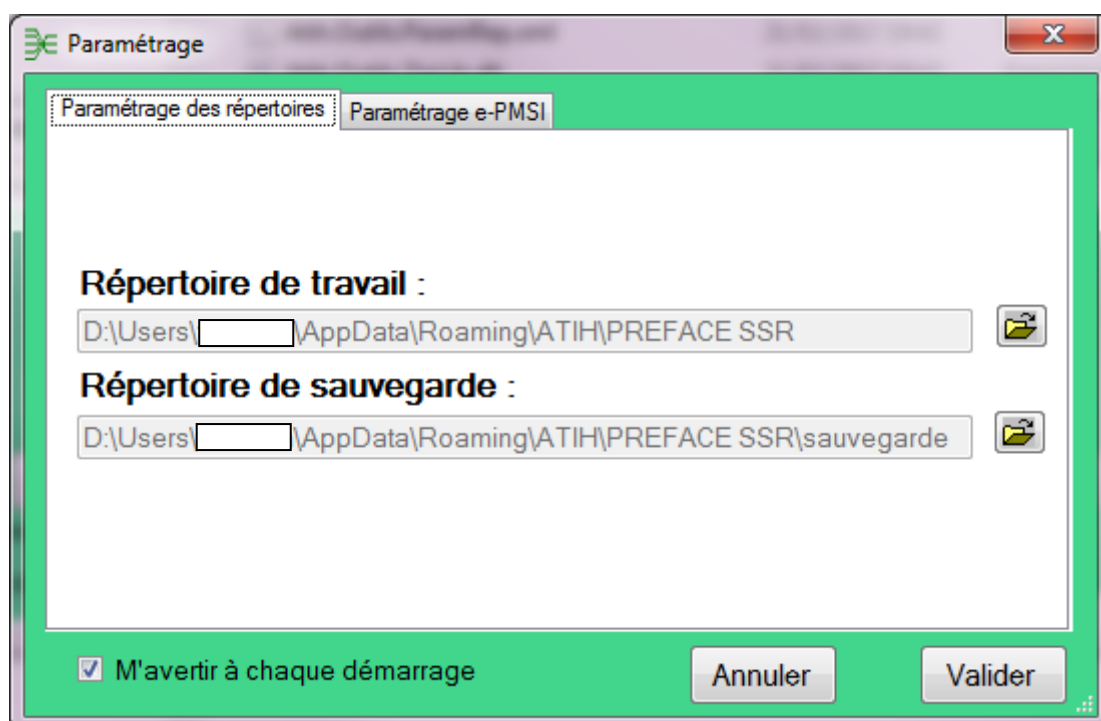 Paramétrage
Paramétrage des répertoires Paramétrage e-PMSI
Répertoire de travail :
D:\Users\ \AppData\Roaming\ATIH\PREFACE SSR
Répertoire de sauvegarde :
D:\Users\ \AppData\Roaming\ATIH\PREFACE SSR\sauvegarde
M'avertir à chaque démarrage Annuler Valider